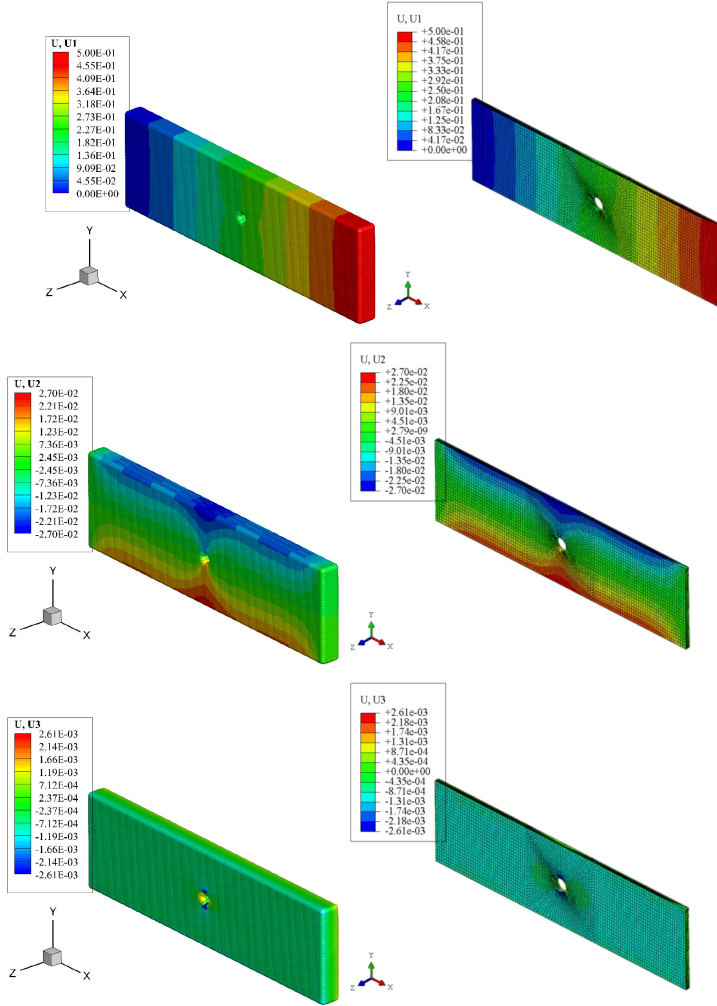 U, U1
5.00E-01
4.55E-01
4.09E-01
3.64E-01
3.18E-01
2.73E-01
2.27E-01
1.82E-01
1.36E-01
9.09E-02
4.55E-02
0.00E+00
Y
Z
X
U, U1
+5.00e-01
+4.58e-01
+4.17e-01
+3.75e-01
+3.33e-01
+2.92e-01
+2.50e-01
+2.08e-01
+1.67e-01
+1.25e-01
+8.33e-02
+4.17e-02
+0.00e+00
Y
Z
X
U, U2
2.70E-02
2.21E-02
1.72E-02
1.23E-02
7.36E-03
2.45E-03
-2.45E-03
-7.36E-03
-1.23E-02
-1.72E-02
-2.21E-02
-2.70E-02
Y
Z
X
U, U2
+2.70e-02
+2.25e-02
+1.80e-02
+1.35e-02
+9.01e-03
+4.51e-03
+2.79e-09
-4.51e-03
-9.01e-03
-1.35e-02
-1.80e-02
-2.25e-02
-2.70e-02
Y
Z
X
U, U3
2.61E-03
2.14E-03
1.66E-03
1.19E-03
7.12E-04
2.37E-04
-2.37E-04
-7.12E-04
-1.19E-03
-1.66E-03
-2.14E-03
-2.61E-03
Y
Z
X
U, U3
+2.61e-03
+2.18e-03
+1.74e-03
+1.31e-03
+8.71e-04
+4.35e-04
+0.00e+00
-4.35e-04
-8.71e-04
-1.31e-03
-1.74e-03
-2.18e-03
-2.61e-03
Y
Z
X